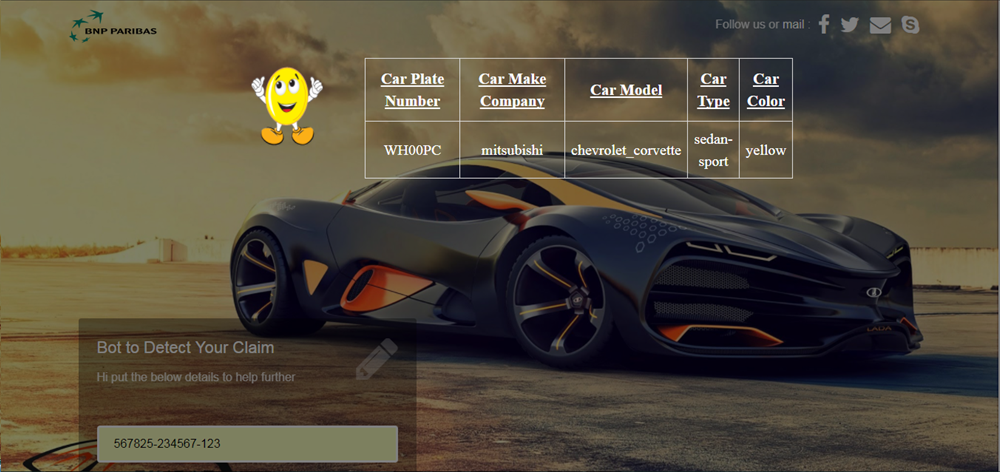 BNP PARIBAS
Follow us or mail :
Car Plate Number
Car Make Company
Car Model
Car Type
Car Color
WH00PC
mitsubishi
chevrolet_corvette
sedan-sport
yellow
LADA
Bot to Detect Your Claim
Hi put the below details to help further
567825-234567-123